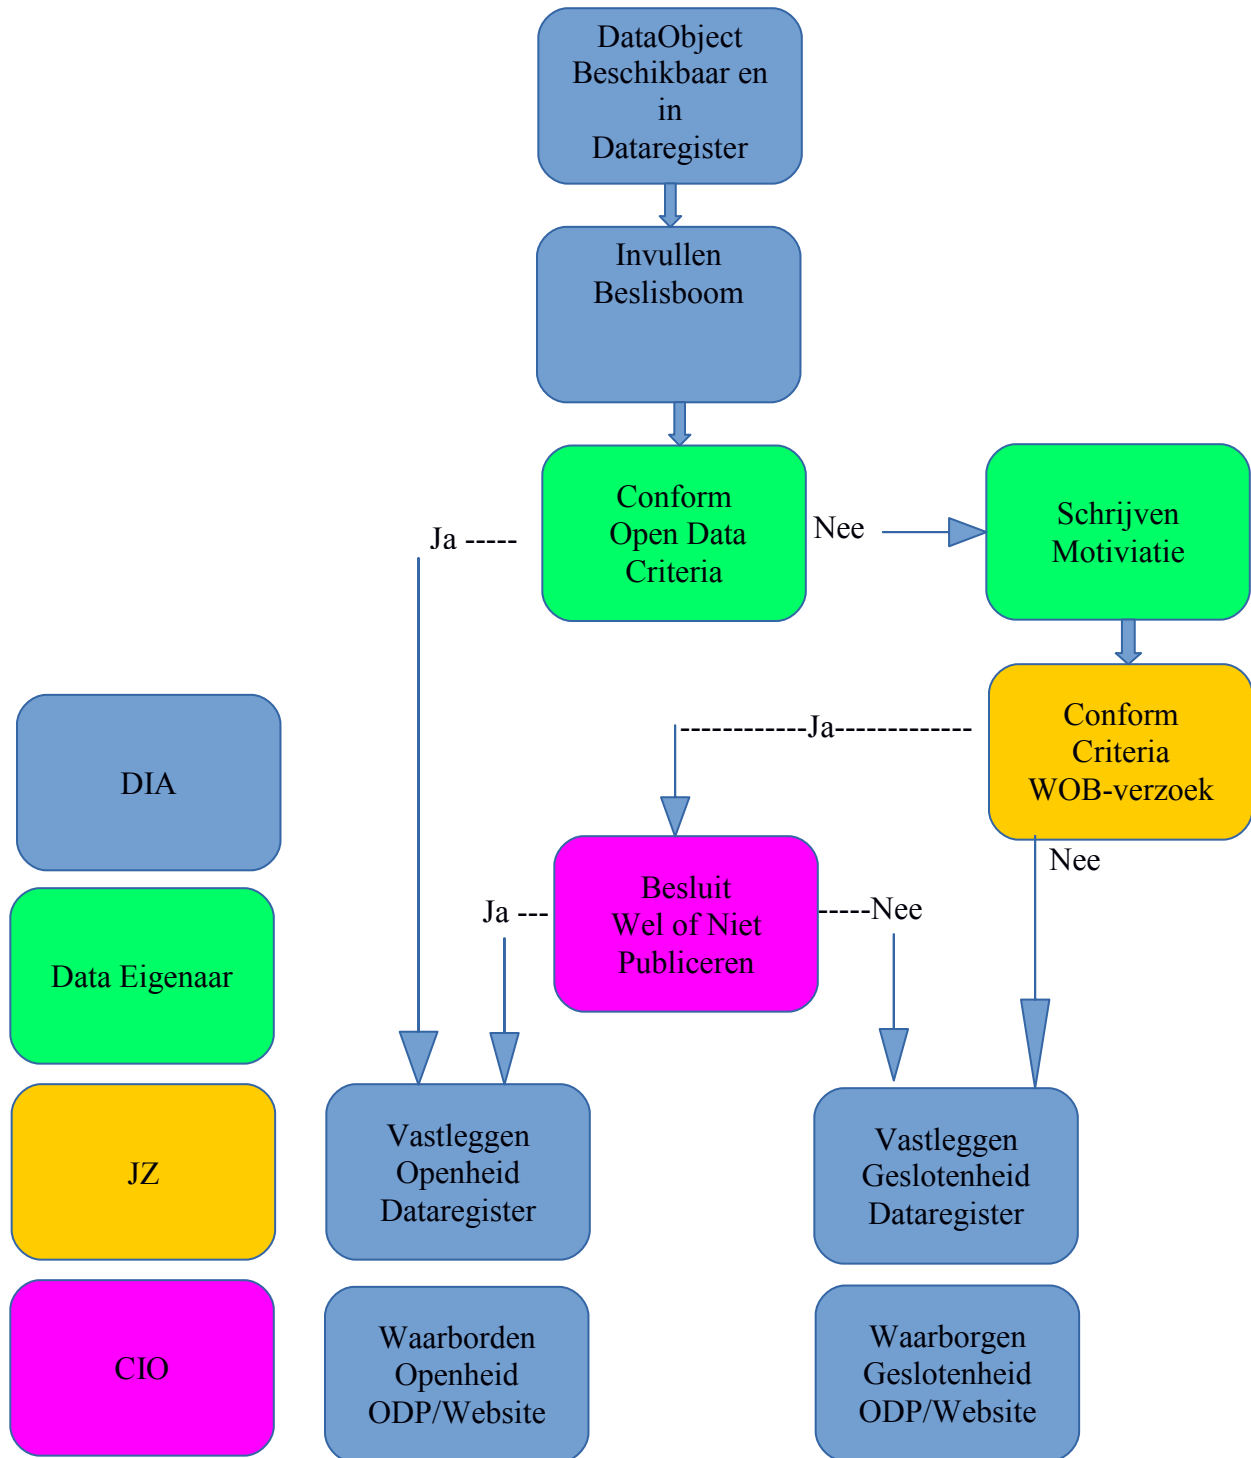 DataObject
Beschikbaar en
in
Dataregister
Invullen
Beslisboom
Conform
Open Data
Criteria
Ja -----
Nee
Schrijven
Motiviatie
Conform
Criteria
WOB-verzoek
------------Ja-------------
Nee
Besluit
Wel of Niet
Publiceren
Ja ---
-----Nee
Vastleggen
Openheid
Dataregister
Vastleggen
Geslotenheid
Dataregister
Waarborden
Openheid
ODP/Website
Waarborgen
Geslotenheid
ODP/Website
DIA
Data Eigenaar
JZ
CIO